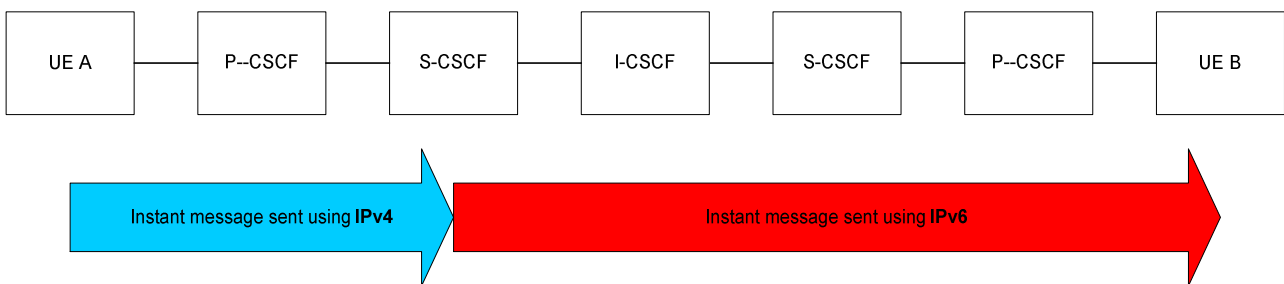 UE A
P--CSCF
S-CSCF
I-CSCF
S-CSCF
P--CSCF
UE B
Instant message sent using IPv4
Instant message sent using IPv6